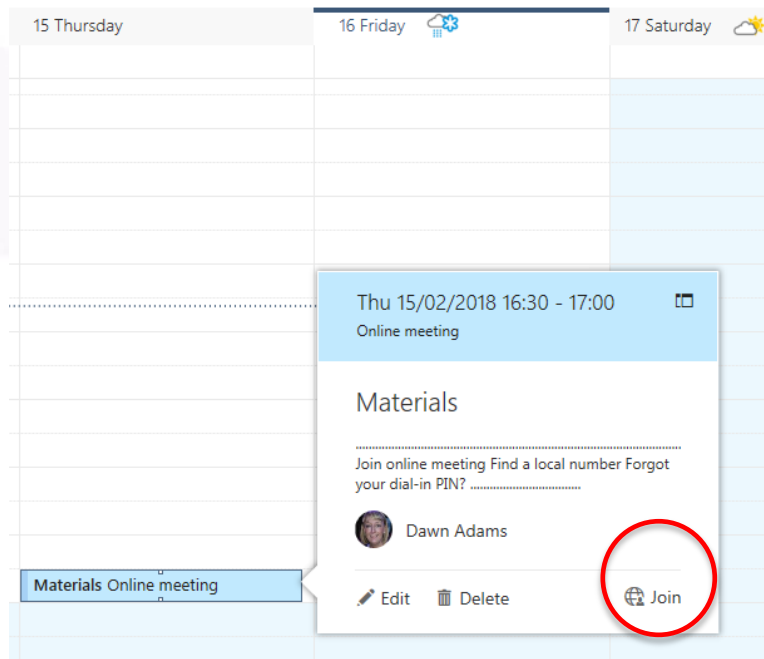 15 Thursday
16 Friday
17 Saturday
Thu 15/02/2018 16:30 - 17:00
Online meeting
Materials
................................................................................
Join online meeting Find a local number Forgot
your dial-in PIN? .................................
Dawn Adams
Materials Online meeting
Edit
Delete
Join